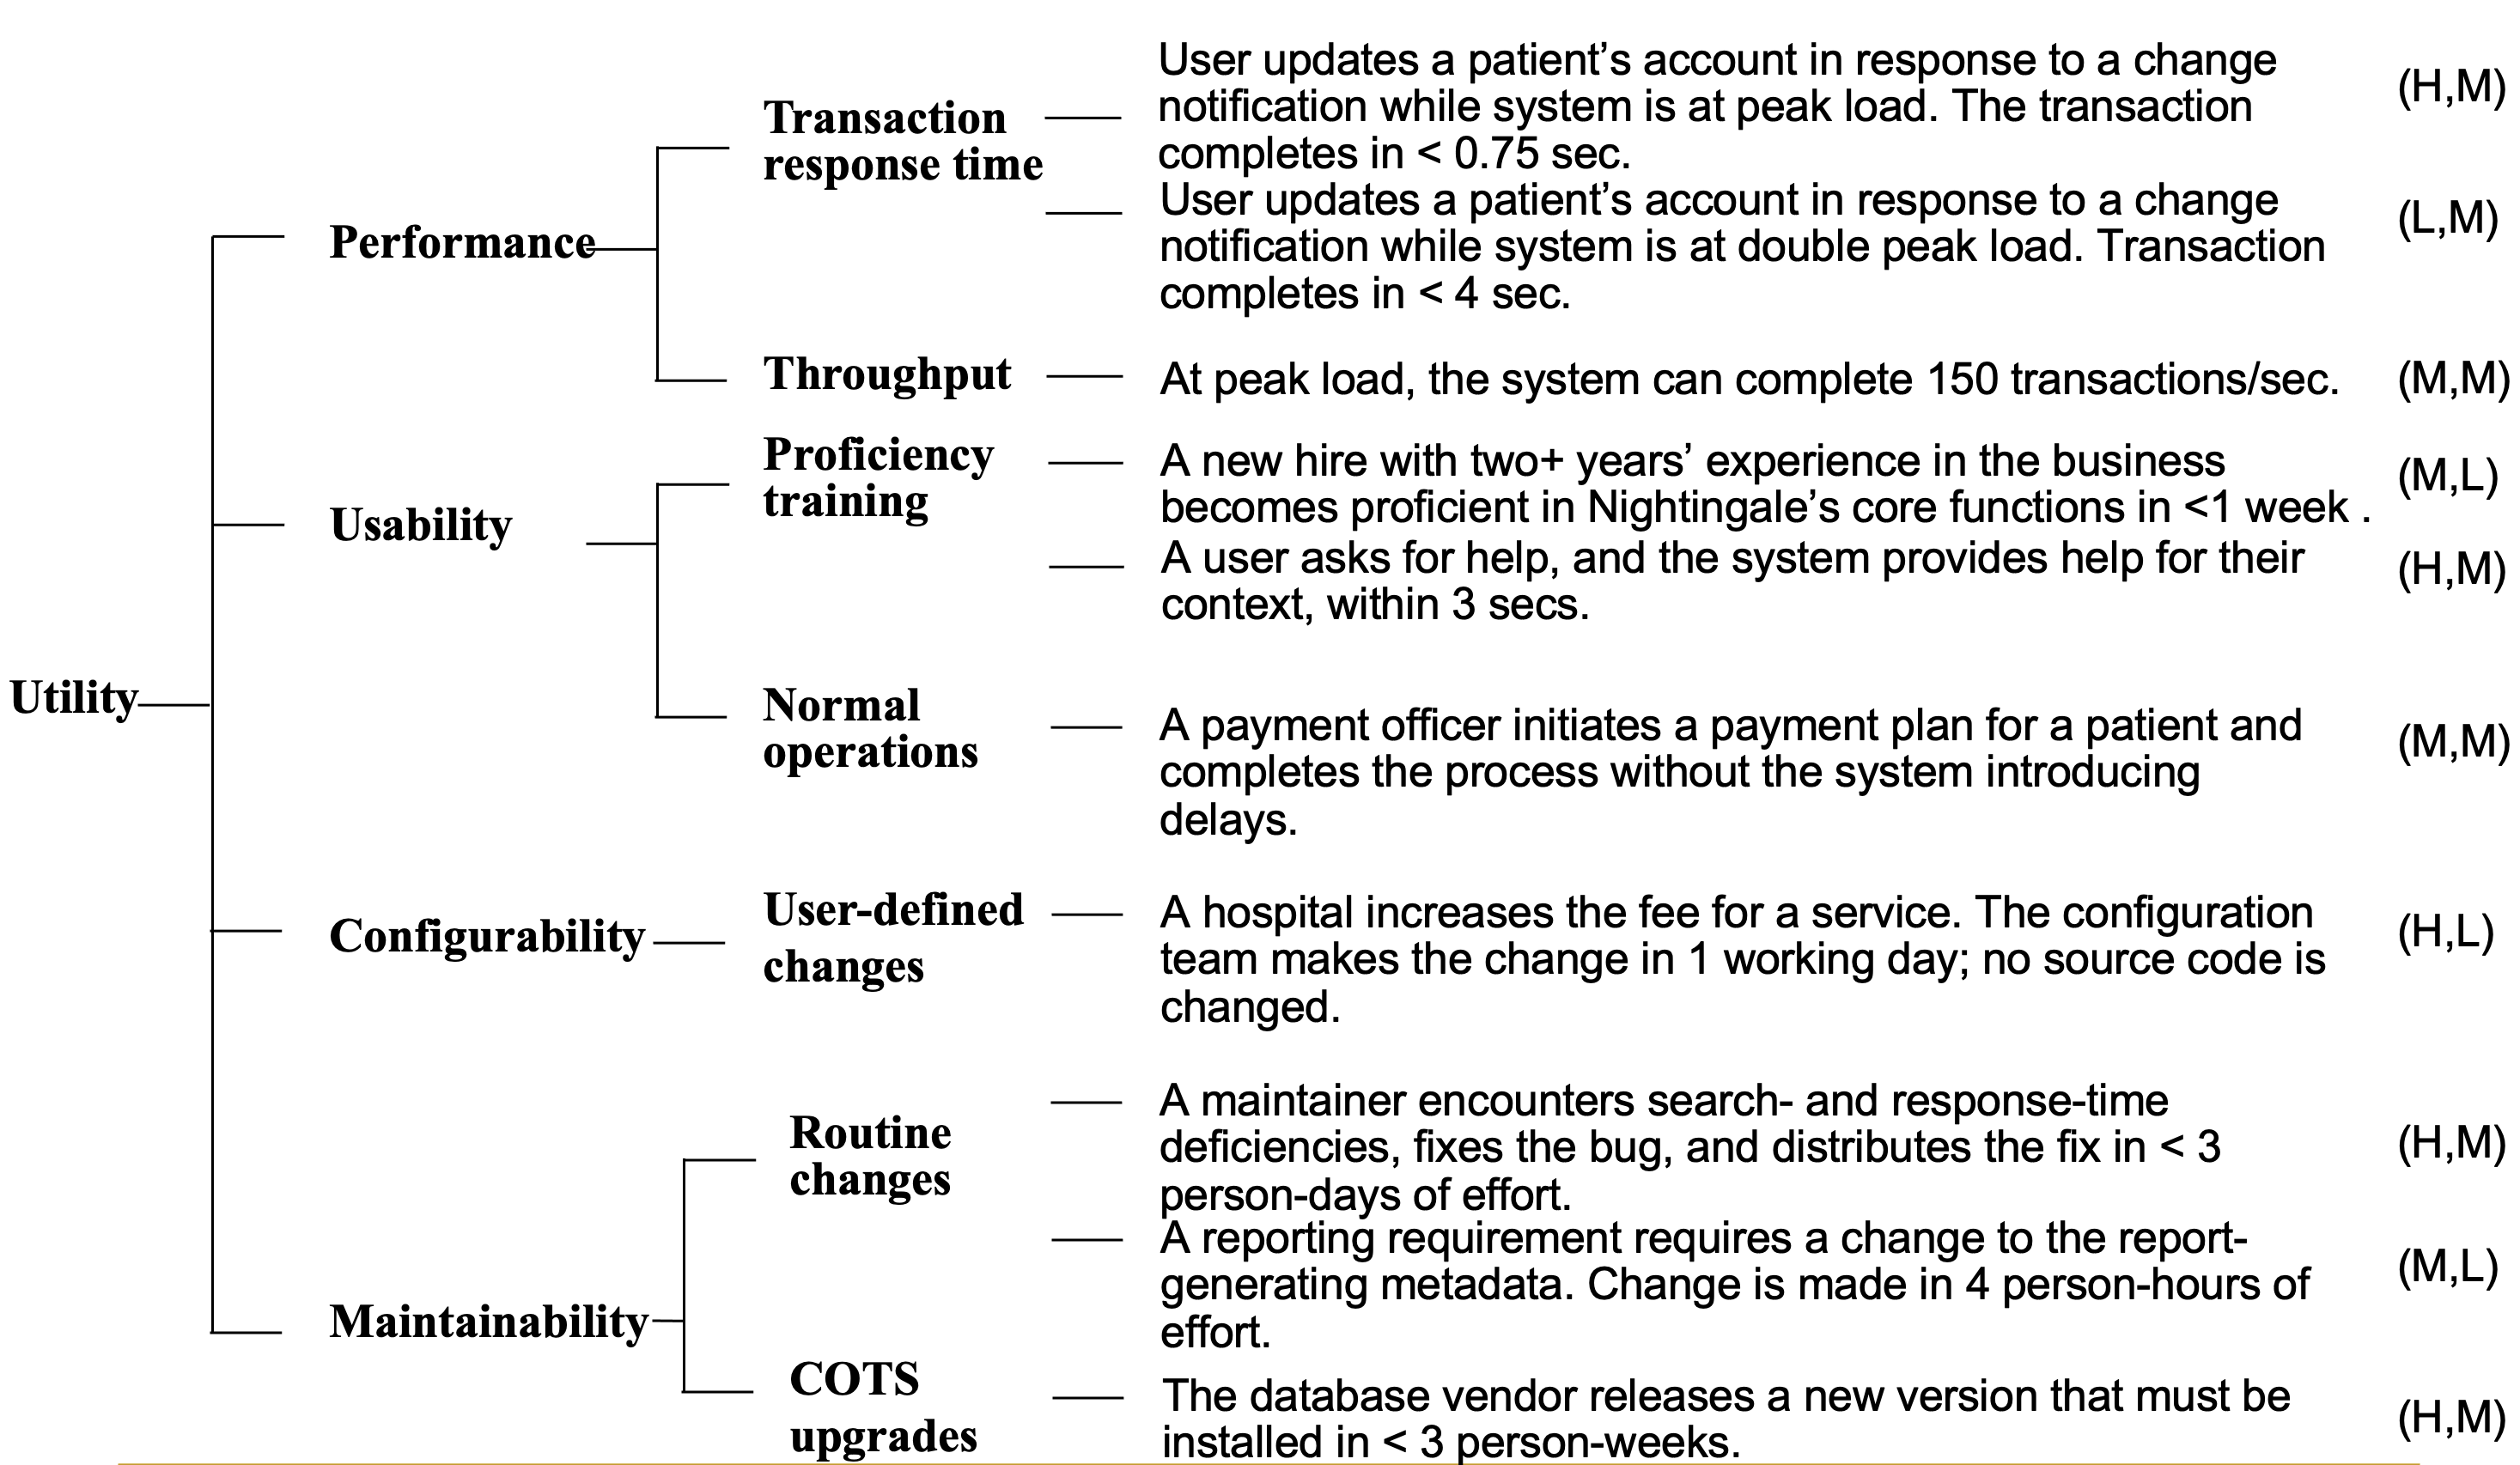 Utility
Performance
Transaction
response time
User updates a patient’s account in response to a change
notification while system is at peak load. The transaction
completes in < 0.75 sec.
(H,M)
User updates a patient’s account in response to a change
notification while system is at double peak load. Transaction
completes in < 4 sec.
(L,M)
Throughput
At peak load, the system can complete 150 transactions/sec.
(M,M)
Usability
Proficiency
training
A new hire with two+ years’ experience in the business
becomes proficient in Nightingale’s core functions in <1 week .
(M,L)
A user asks for help, and the system provides help for their
context, within 3 secs.
(H,M)
Normal
operations
A payment officer initiates a payment plan for a patient and
completes the process without the system introducing
delays.
(M,M)
Configurability
User-defined
changes
A hospital increases the fee for a service. The configuration
team makes the change in 1 working day; no source code is
changed.
(H,L)
Maintainability
Routine
changes
A maintainer encounters search- and response-time
deficiencies, fixes the bug, and distributes the fix in < 3
person-days of effort.
(H,M)
A reporting requirement requires a change to the report-
generating metadata. Change is made in 4 person-hours of
effort.
(M,L)
COTS
upgrades
The database vendor releases a new version that must be
installed in < 3 person-weeks.
(H,M)